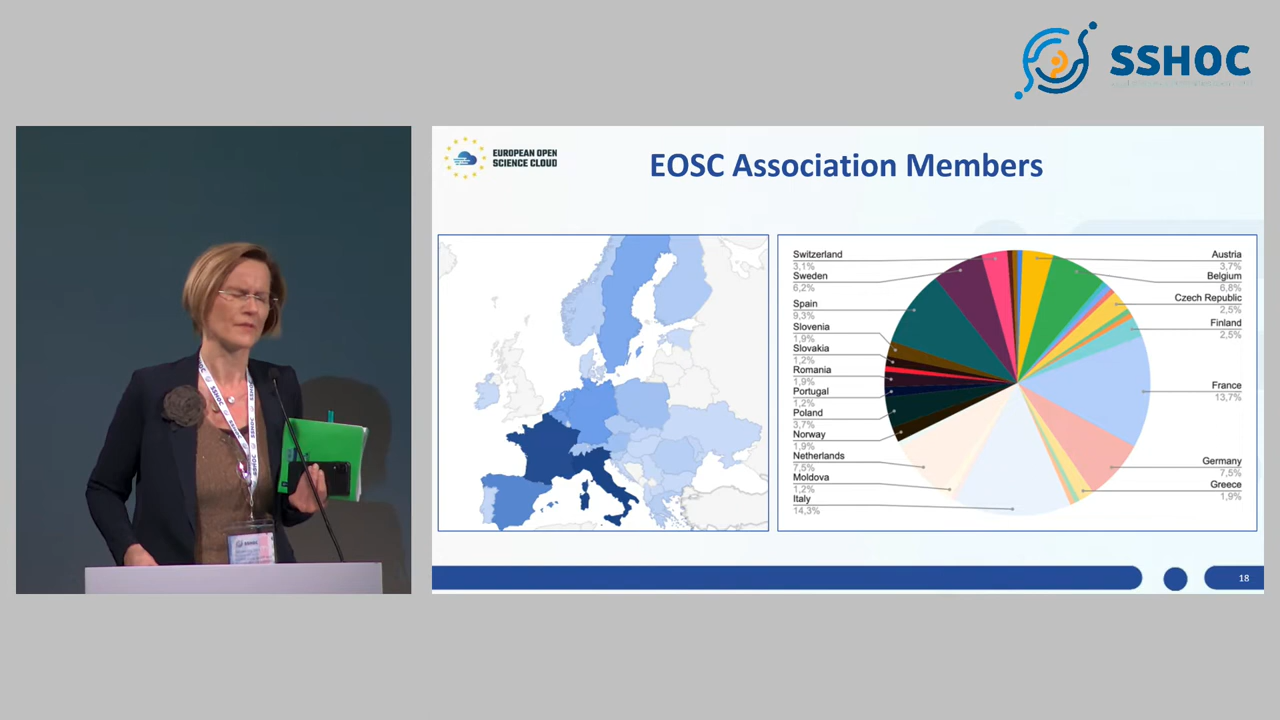 SSHOC
EUROPEAN OPEN
SCIENCE CLOUD
EOSC Association Members
Switzerland
3,1%
Sweden
6,2%
Spain
9,3%
Slovenia
1,9%
Slovakia
1,2%
Romania
1,9%
Portugal
1,2%
Poland
3,7%
Norway
1,9%
Netherlands
7,5%
Moldova
1,2%
Italy
14,3%
Austria
3,7%
Belgium
6,8%
Czech Republic
2,5%
Finland
2,5%
France
13,7%
Germany
7,5%
Greece
1,9%
18
SSHOC
SSHOC
SSHOC